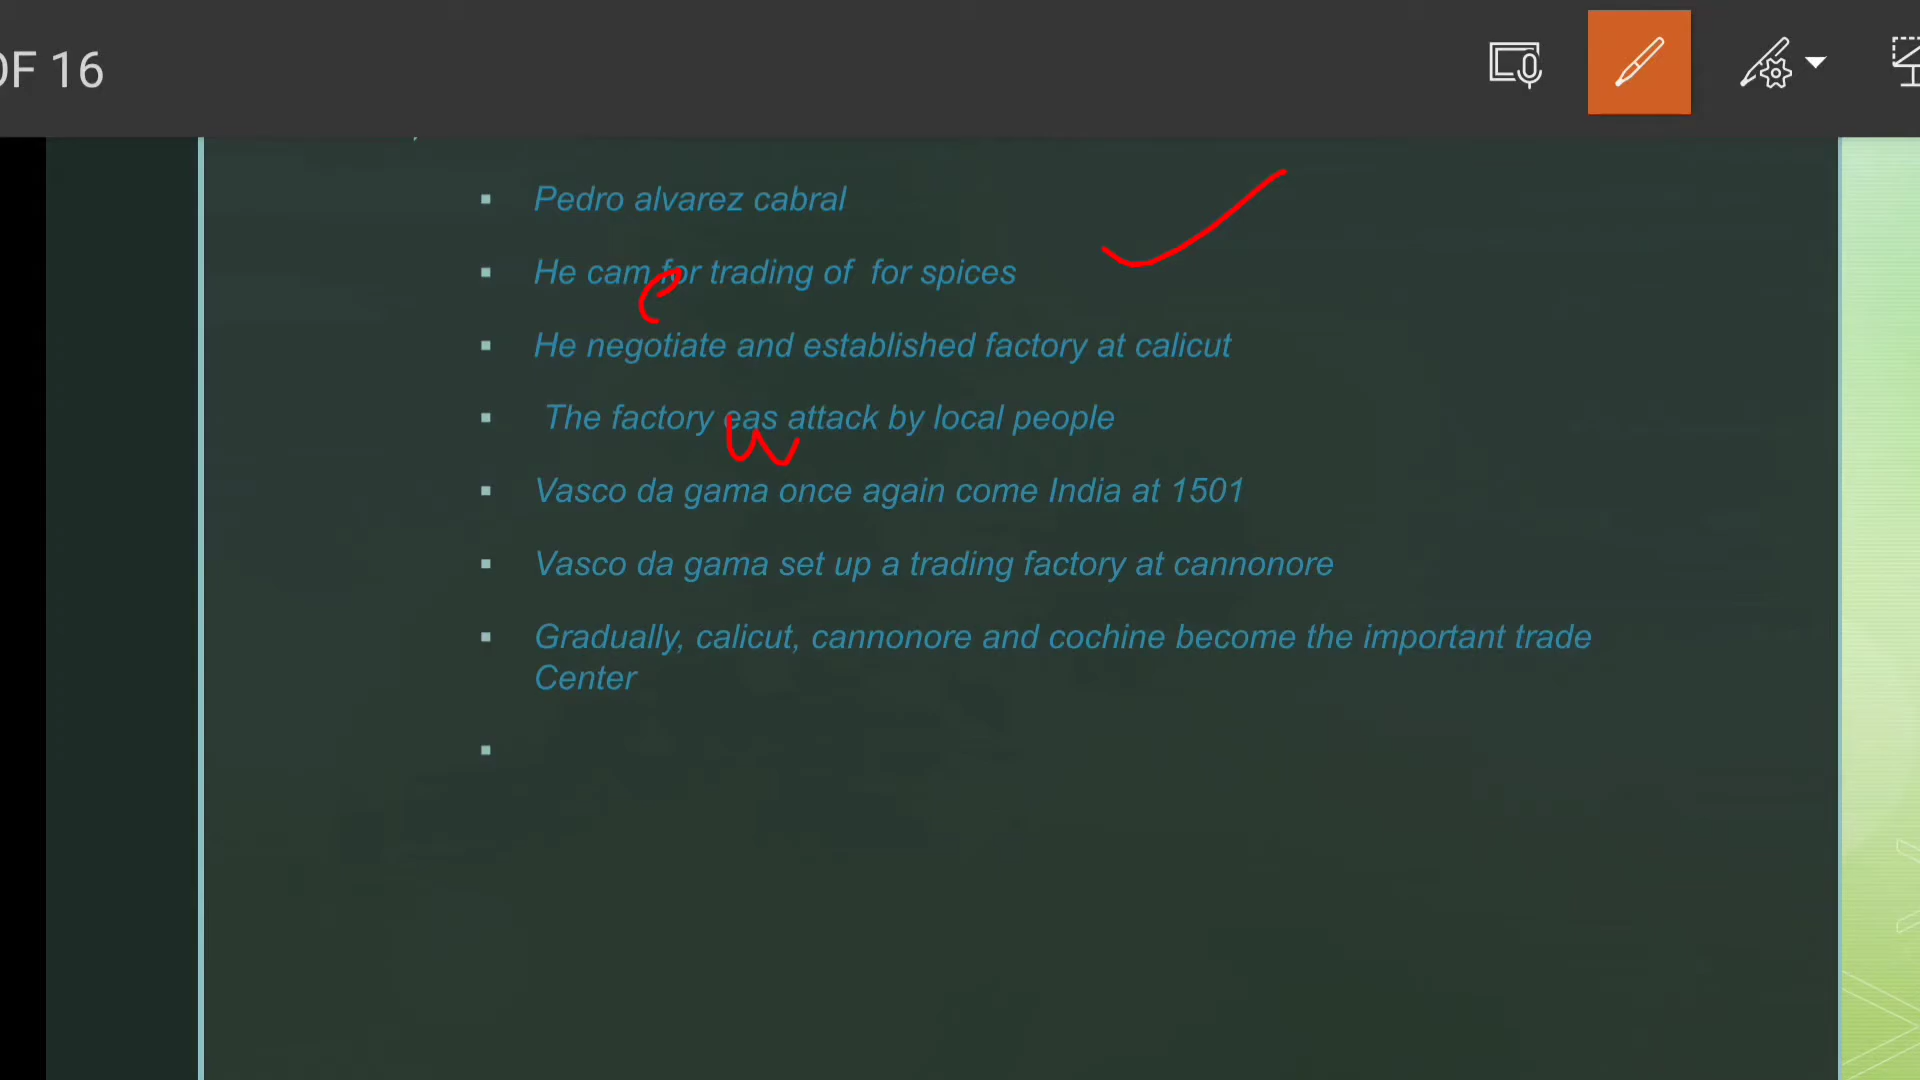 OF 16
Pedro alvarez cabral
He cam for trading of for spices
e
He negotiate and established factory at calicut
The factory eas attack by local people
w
Vasco da gama once again come India at 1501
Vasco da gama set up a trading factory at cannonore
Gradually, calicut, cannonore and cochine become the important trade
Center